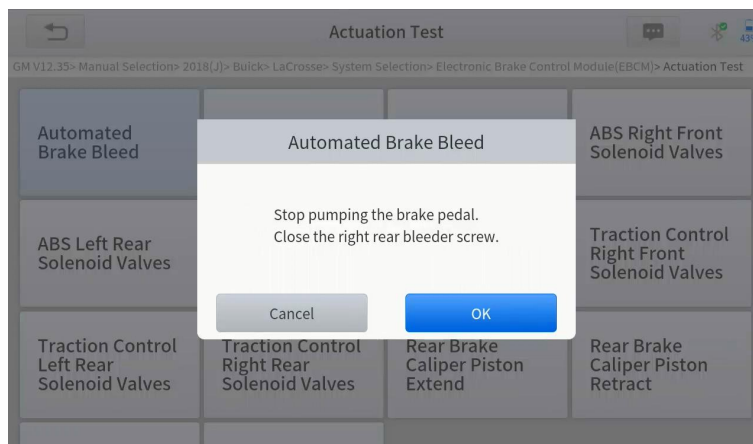 Actuation Test
43%
GM V12.35> Manual Selection> 2018(J)> Buick> LaCrosse> System Selection> Electronic Brake Control Module(EBCM)> Actuation Test
Automated
Brake Bleed
ABS Right Front
Solenoid Valves
Automated Brake Bleed
Stop pumping the brake pedal.
Close the right rear bleeder screw.
Cancel
OK
ABS Left Rear
Solenoid Valves
Traction Control
Right Front
Solenoid Valves
Traction Control
Left Rear
Solenoid Valves
Traction Control
Right Rear
Solenoid Valves
Rear Brake
Caliper Piston
Extend
Rear Brake
Caliper Piston
Retract